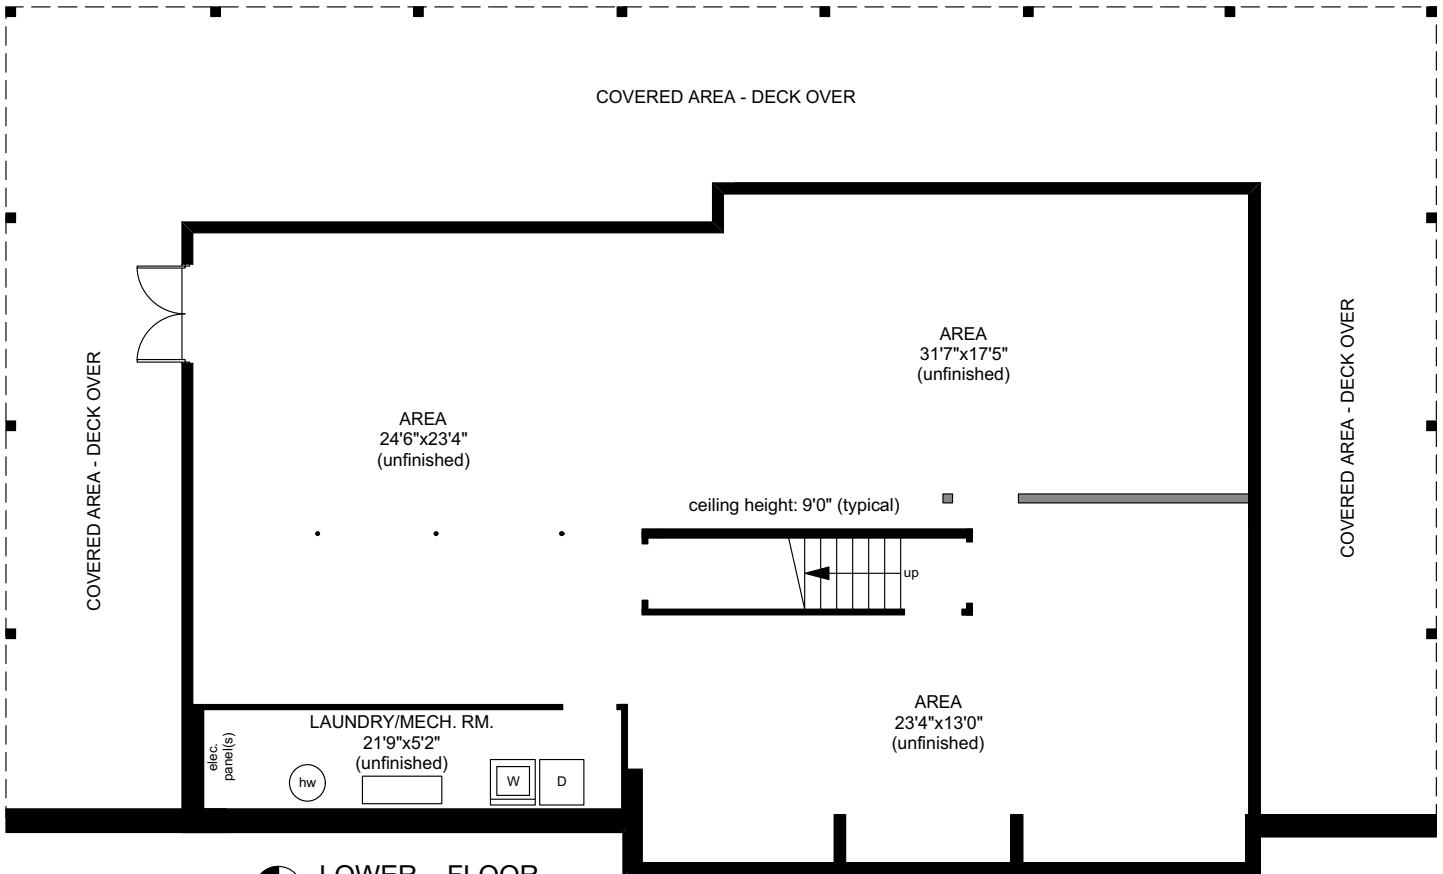 COVERED AREA - DECK OVER
COVERED AREA - DECK OVER
COVERED AREA - DECK OVER
AREA
31'7"x17'5"
(unfinished)
AREA
24'6"x23'4"
(unfinished)
ceiling height: 9'0" (typical)
up
AREA
23'4"x13'0"
(unfinished)
LAUNDRY/MECH. RM.
21'9"x5'2"
(unfinished)
elec.
panel(s)
hw
W
D
LOWER FLOOR